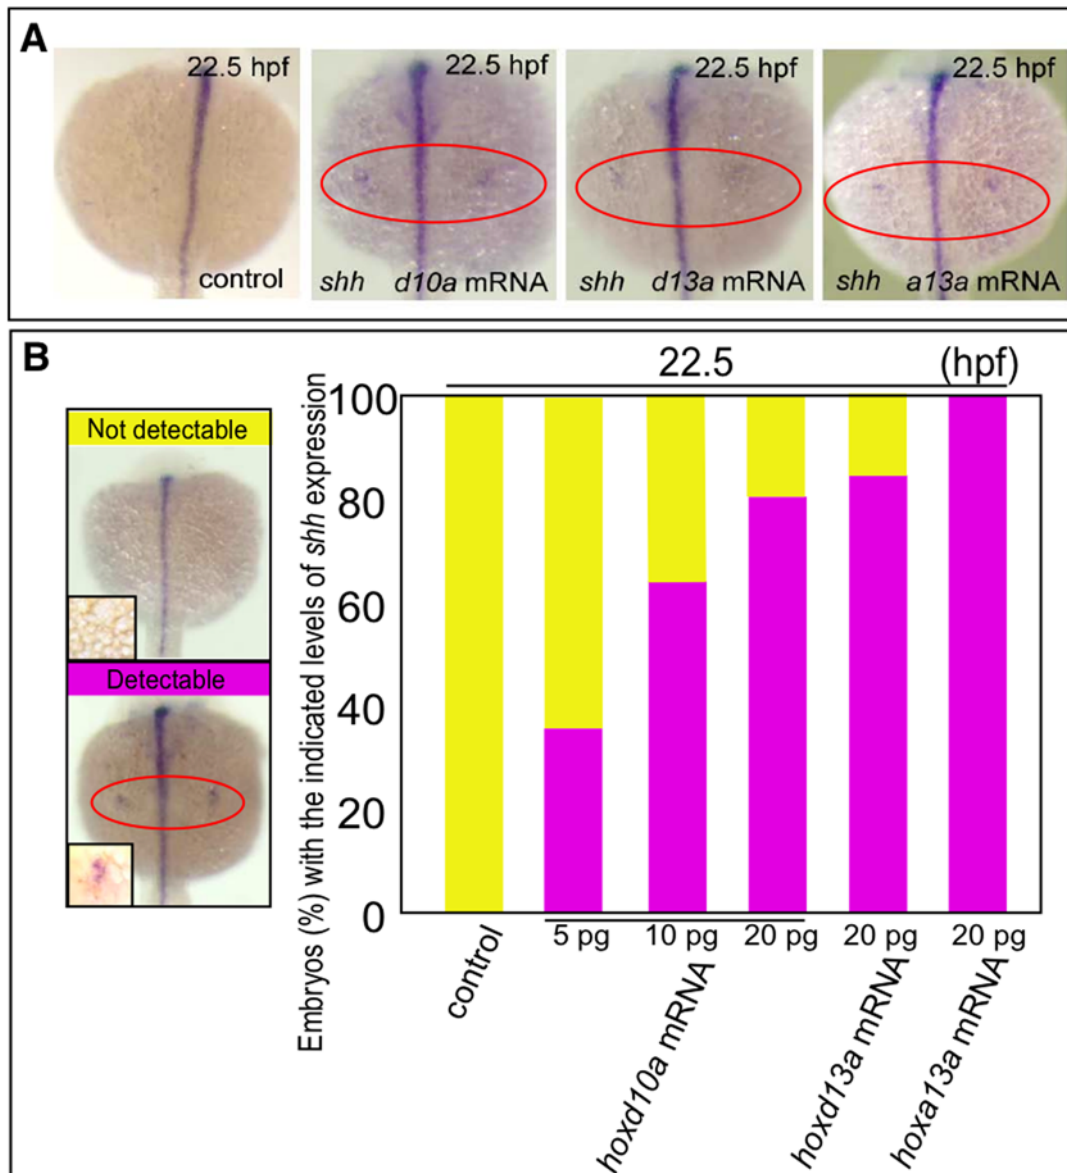 A
22.5 hpf
control
22.5 hpf
shh d10a mRNA
22.5 hpf
shh d13a mRNA
22.5 hpf
shh a13a mRNA
B
Not detectable
Detectable
22.5 (hpf)
Embryos (%) with the indicated levels of shh expression
100
80
60
40
20
0
control
5 pg
10 pg
20 pg
20 pg
20 pg
hoxd10a mRNA
hoxd13a mRNA
hoxa13a mRNA